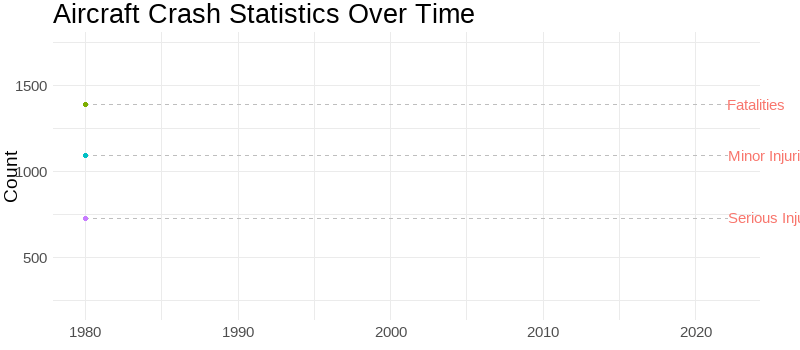 Aircraft Crash Statistics Over Time
Count
1500
1000
500
Fatalities
Minor Injuri
Serious Inju
1980 1990 2000 2010 2020